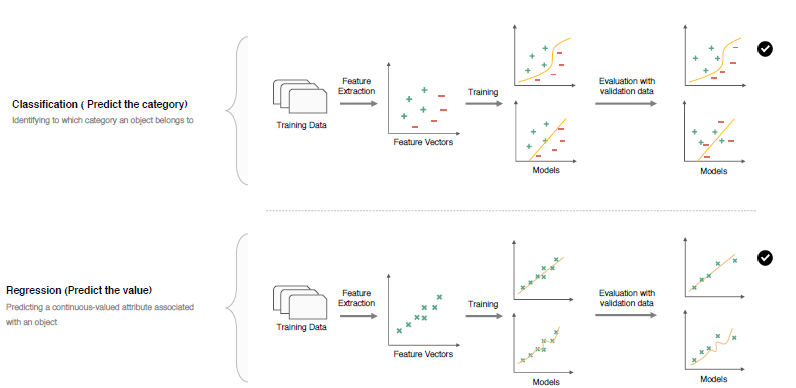 Classification ( Predict the category)
Identifying to which category an object belongs to
Training Data
Feature
Extraction
Feature Vectors
Training
Models
Evaluation with
validation data
Models
Regression (Predict the value)
Predicting a continuous-valued attribute associated
with an object
Training Data
Feature
Extraction
Feature Vectors
Training
Models
Evaluation with
validation data
Models